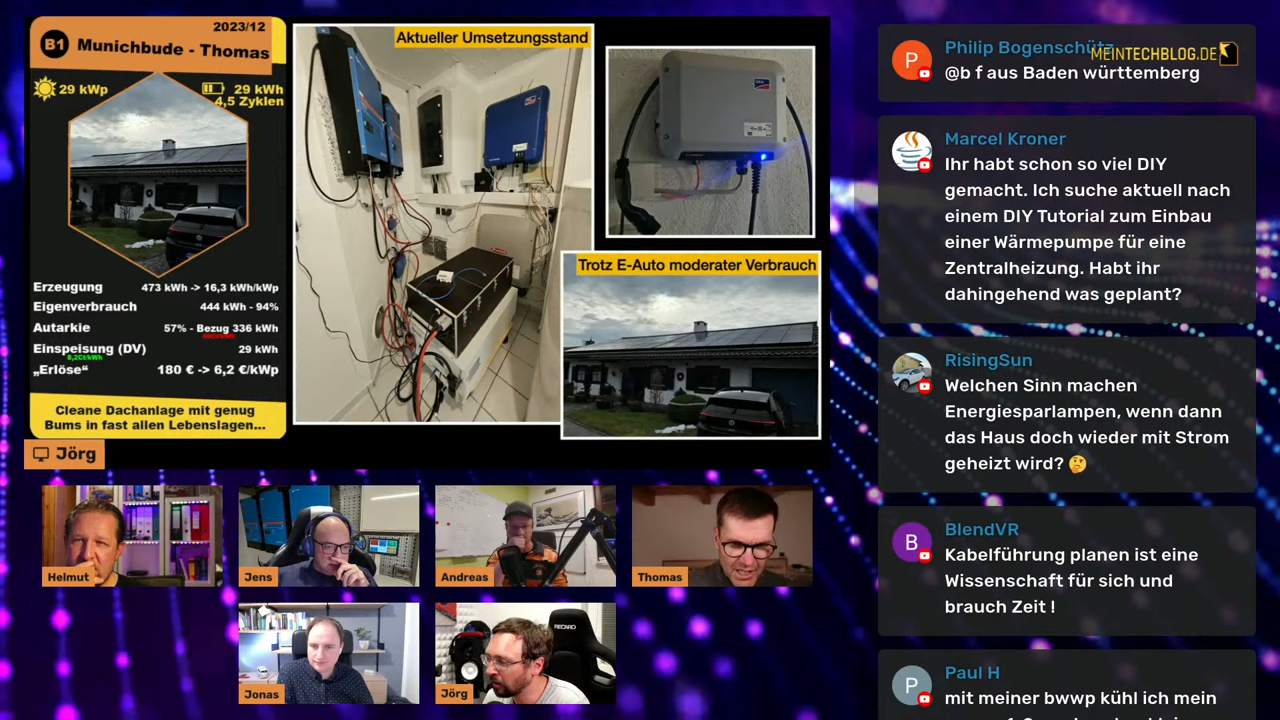 2023/12
B1 Munichbude - Thomas
29 kWp
29 kWh
4,5 Zyklen
Erzeugung 473 kWh -> 16,3 kWh/kWp
Eigenverbrauch 444 kWh - 94%
Autarkie 57% - Bezug 336 kWh
Einspeisung (DV) 29 kWh
8,2Ct/kWh
„Erlöse“ 180 € -> 6,2 €/kWp
Cleane Dachanlage mit genug
Bums in fast allen Lebenslagen...
Aktueller Umsetzungsstand
Trotz E-Auto moderater Verbrauch
Jörg
Helmut
Jens
Andreas
Thomas
Jonas
Jörg
RECARO
MEINTECHBLOG.DE
P
Philip Bogenschütz
@b f aus Baden württemberg
Marcel Kroner
Ihr habt schon so viel DIY
gemacht. Ich suche aktuell nach
einem DIY Tutorial zum Einbau
einer Wärmepumpe für eine
Zentralheizung. Habt ihr
dahingehend was geplant?
RisingSun
Welchen Sinn machen
Energiesparlampen, wenn dann
das Haus doch wieder mit Strom
geheizt wird? 🤔
B
BlendVR
Kabelführung planen ist eine
Wissenschaft für sich und
brauch Zeit !
P
Paul H
mit meiner bwwp kühl ich mein